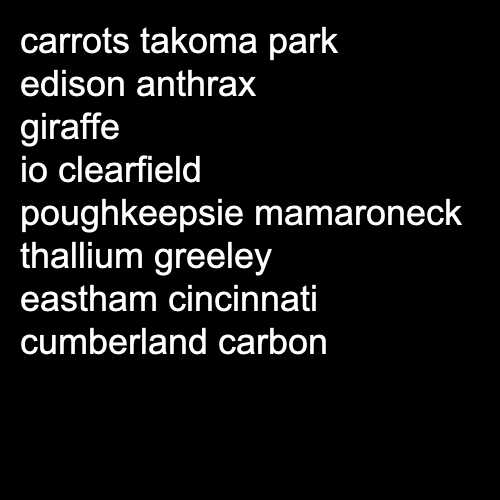 carrots takoma park
edison anthrax
giraffe
io clearfield
poughkeepsie mamaroneck
thallium greeley
eastham cincinnati
cumberland carbon